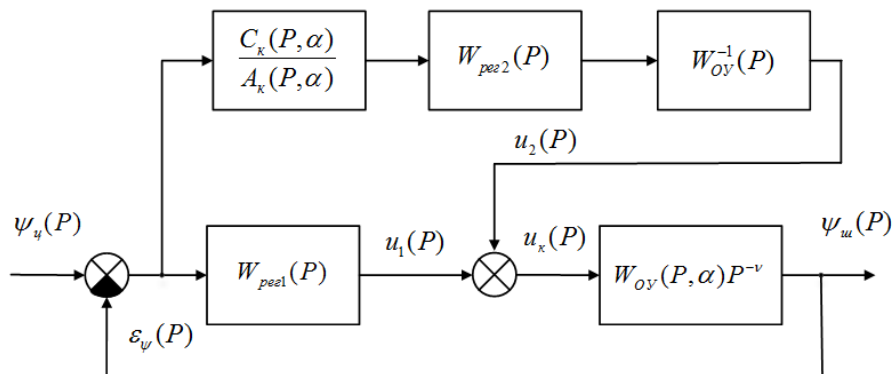 C_к(P,α)
A_к(P,α)
W_рег2(P)
W_ОУ^{-1}(P)
u_2(P)
ψ_ц(P)
W_рег1(P)
u_1(P)
u_к(P)
W_ОУ(P,α)P^{-ν}
ψ_ш(P)
ε_ψ(P)